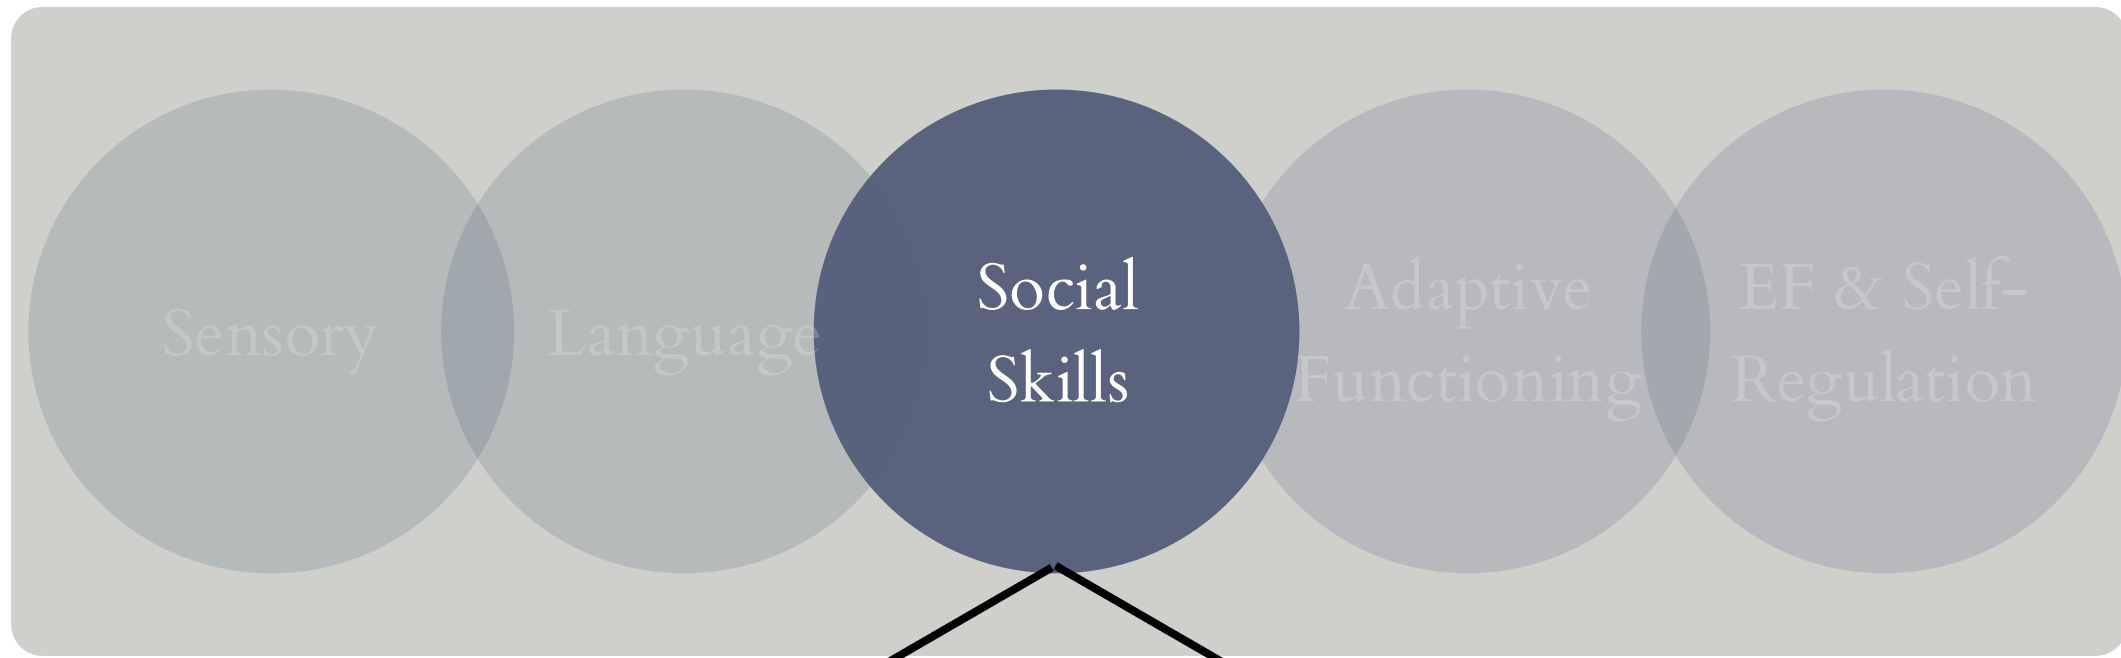 Sensory
Language
Social
Skills
Adaptive
Functioning
EF & Self-
Regulation